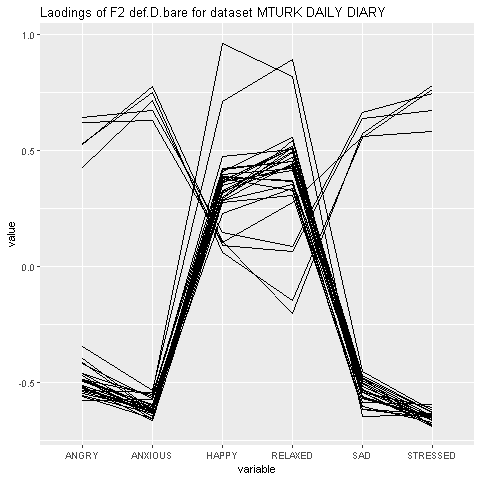 Laodings of F2 def.D.bare for dataset MTURK DAILY DIARY
1.0
0.5
0.0
-0.5
value
ANGRY ANXIOUS HAPPY RELAXED SAD STRESSED
variable